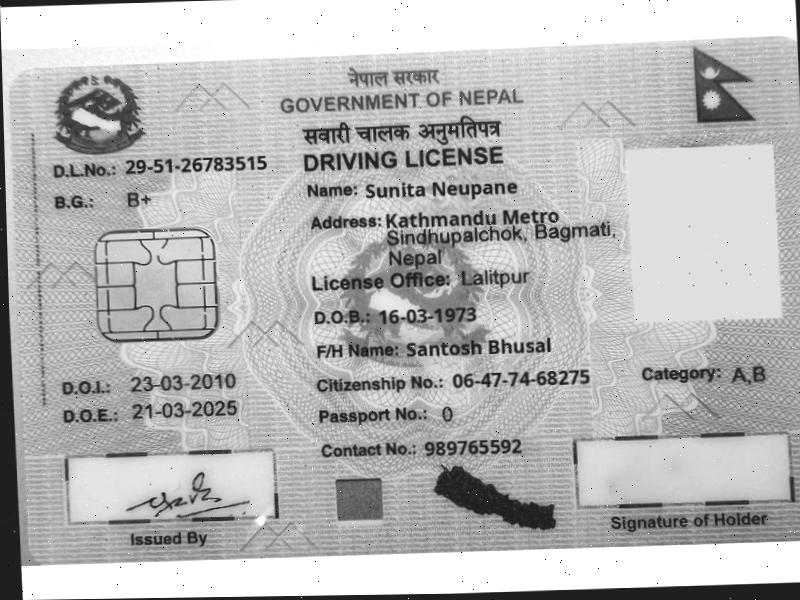 नेपाल सरकार
GOVERNMENT OF NEPAL
सवारी चालक अनुमतिपत्र
DRIVING LICENSE
D.L.No.: 29-51-26783515
B.G.: B+
Name: Sunita Neupane
Address: Kathmandu Metro
Sindhupalchok, Bagmati,
Nepal
License Office: Lalitpur
D.O.B.: 16-03-1973
F/H Name: Santosh Bhusal
D.O.I.: 23-03-2010
Citizenship No.: 06-47-74-68275
Category: A,B
D.O.E.: 21-03-2025
Passport No.: 0
Contact No.: 989765592
Issued By
Signature of Holder